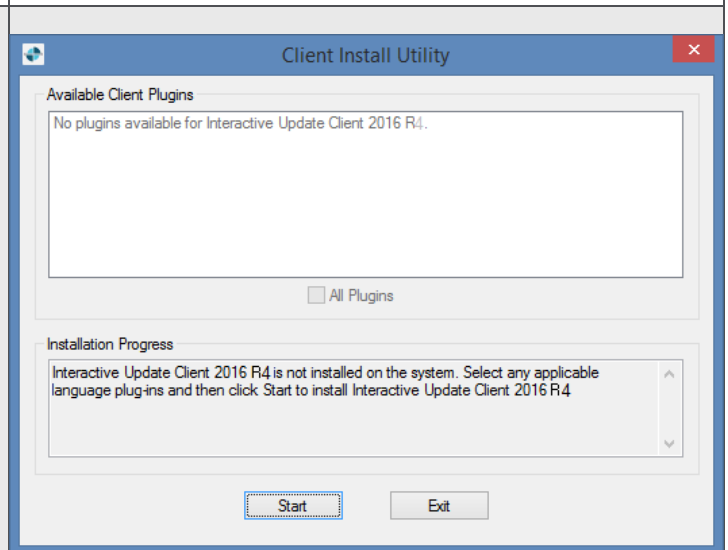 Client Install Utility
Available Client Plugins
No plugins available for Interactive Update Client 2016 R4.
All Plugins
Installation Progress
Interactive Update Client 2016 R4 is not installed on the system. Select any applicable
language plug-ins and then click Start to install Interactive Update Client 2016 R4
Start Exit